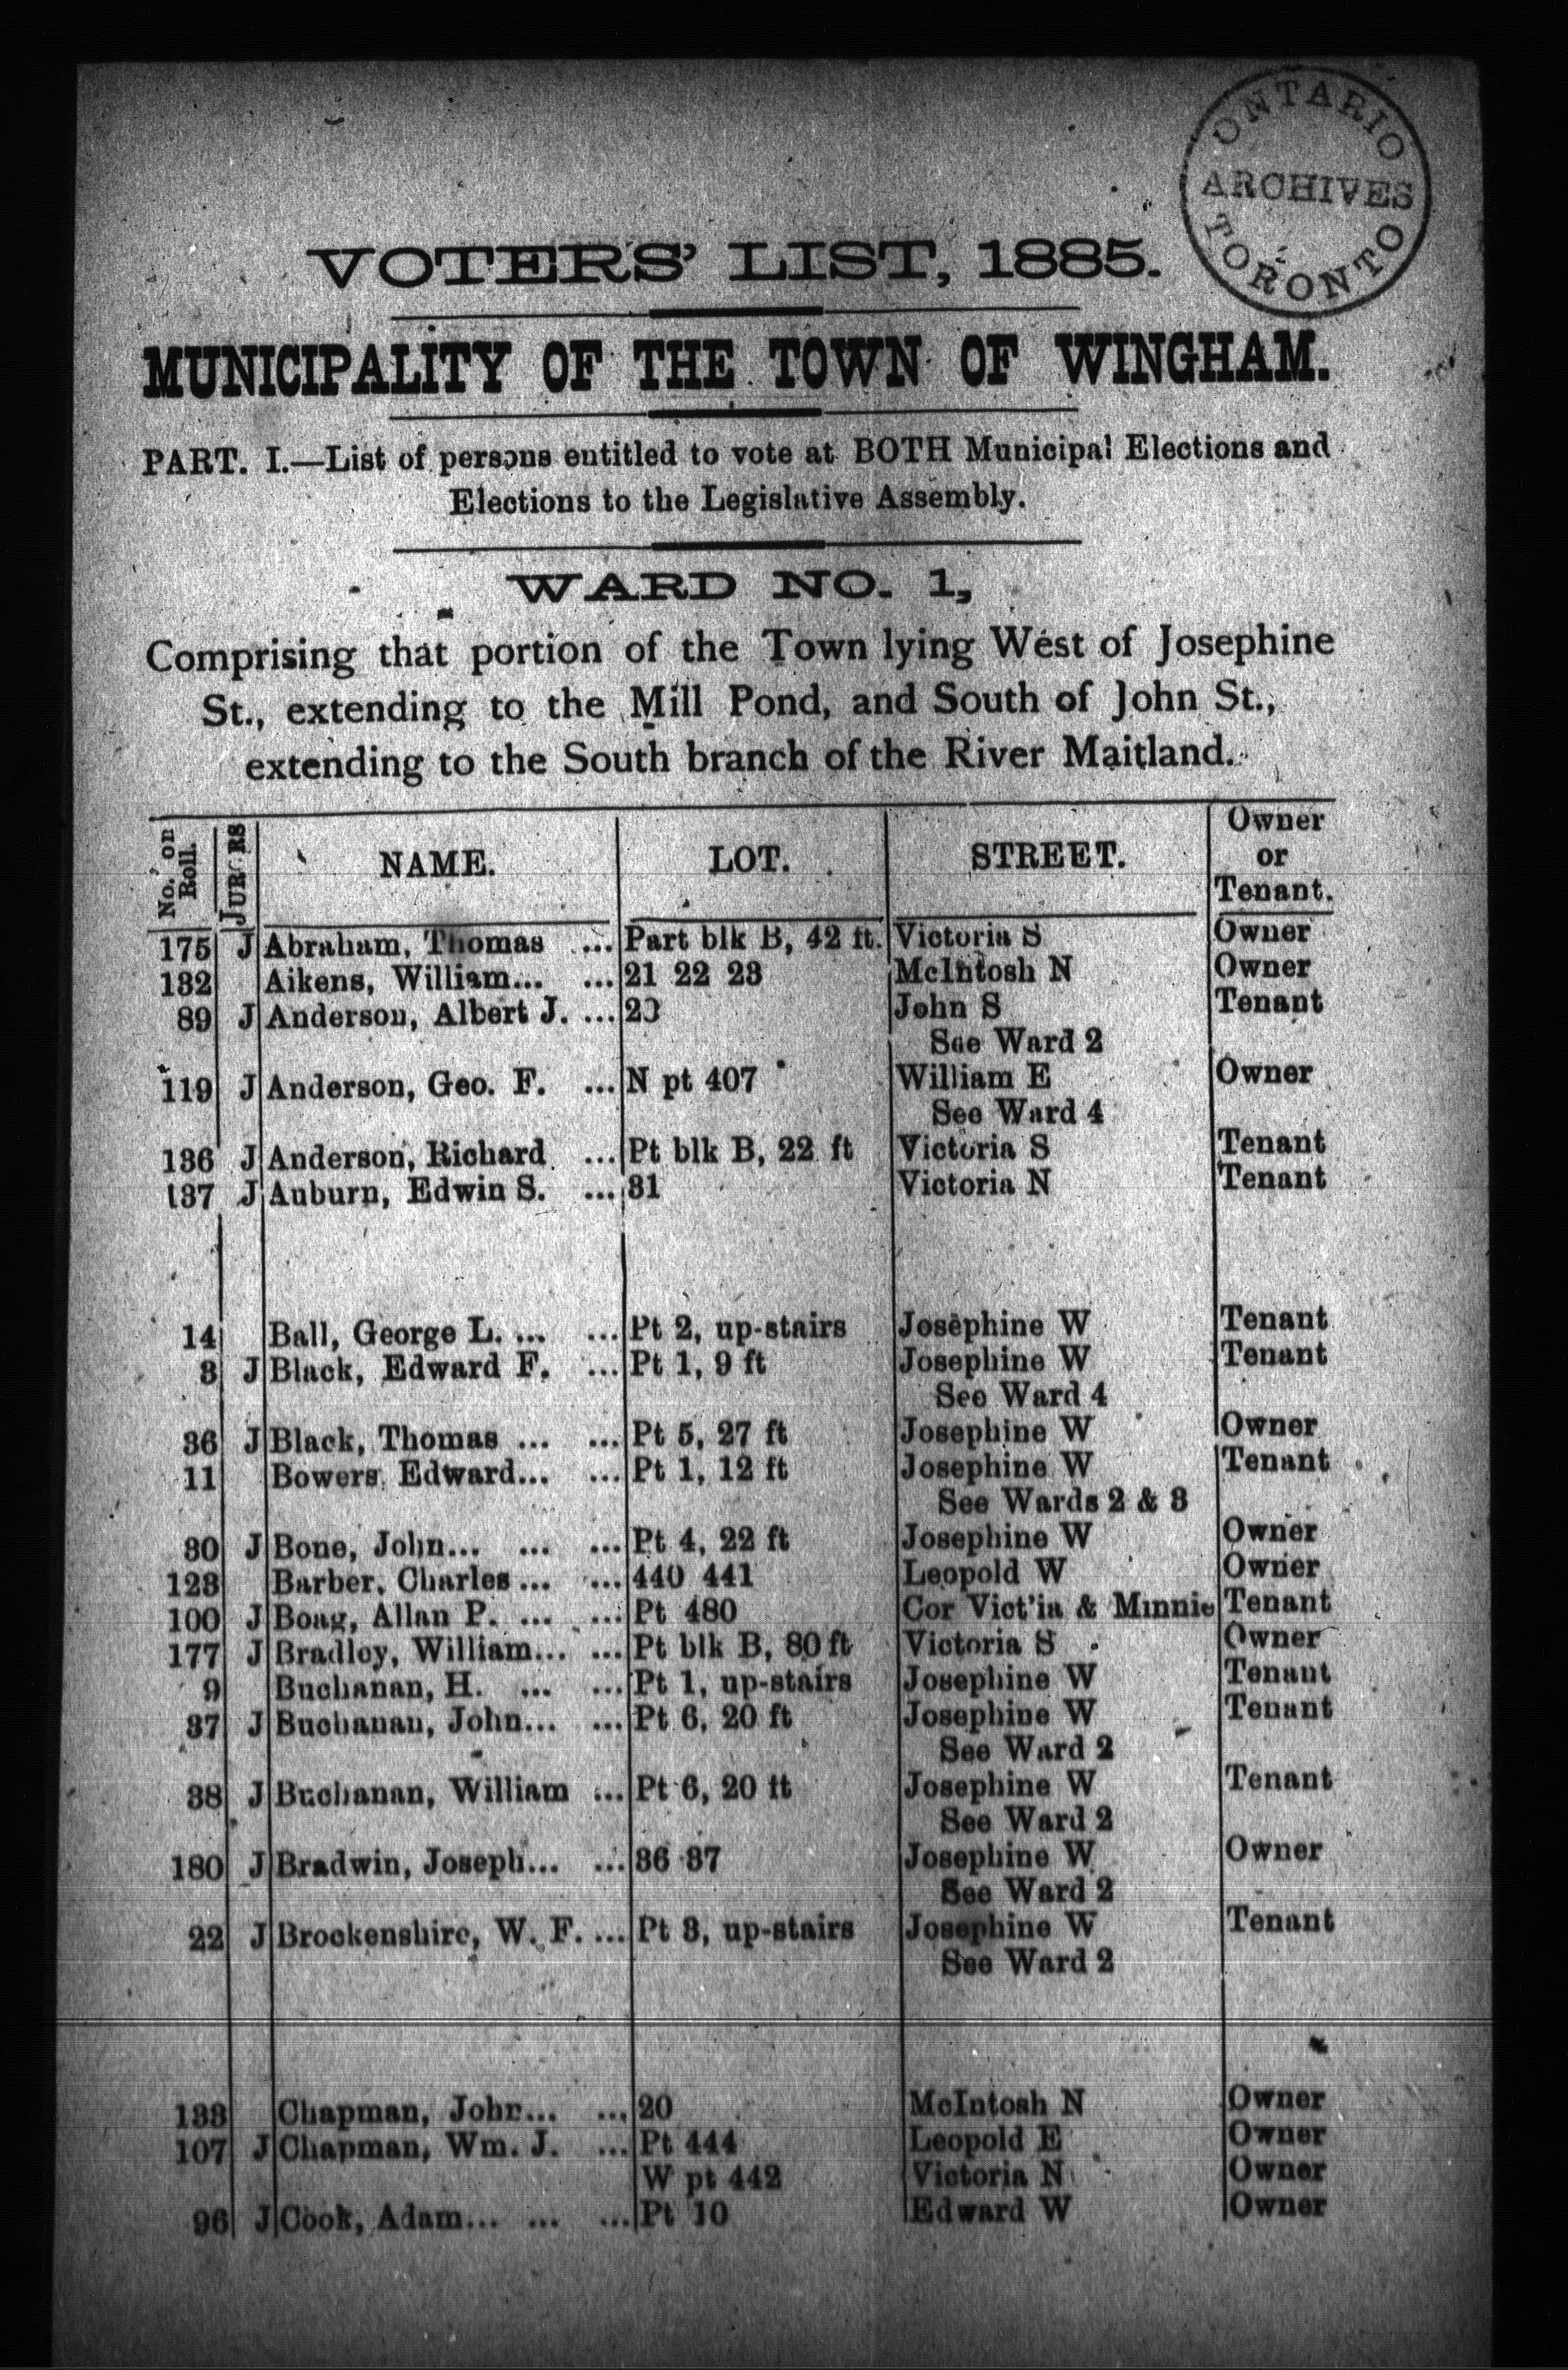 ONTARIO
ARCHIVES
TORONTO
VOTERS' LIST, 1885.
MUNICIPALITY OF THE TOWN OF WINGHAM.
PART. I.—List of persons entitled to vote at BOTH Municipal Elections and
Elections to the Legislative Assembly.
WARD NO. 1,
Comprising that portion of the Town lying West of Josephine
St., extending to the Mill Pond, and South of John St.,
extending to the South branch of the River Maitland.
No. on Roll. JURORS NAME. LOT. STREET. Owner or Tenant.
175 J Abraham, Thomas ... Part blk B, 42 ft. Victoria S Owner
132 Aikens, William... ... 21 22 23 McIntosh N Owner
89 J Anderson, Albert J. ... 23 John S Tenant
See Ward 2
119 J Anderson, Geo. F. ... N pt 407 William E Owner
See Ward 4
136 J Anderson, Richard ... Pt blk B, 22 ft Victoria S Tenant
137 J Auburn, Edwin S. ... 31 Victoria N Tenant
14 Ball, George L. ... ... Pt 2, up-stairs Josephine W Tenant
3 J Black, Edward F. ... Pt 1, 9 ft Josephine W Tenant
See Ward 4
36 J Black, Thomas ... ... Pt 5, 27 ft Josephine W Owner
11 Bowers, Edward... ... Pt 1, 12 ft Josephine W Tenant
See Wards 2 & 3
30 J Bone, John... ... ... Pt 4, 22 ft Josephine W Owner
123 Barber, Charles ... ... 440 441 Leopold W Owner
100 J Boag, Allan P. ... ... Pt 480 Cor Vict'ia & Minnie Tenant
177 J Bradley, William... ... Pt blk B, 80 ft Victoria S Owner
9 Buchanan, H. ... ... Pt 1, up-stairs Josephine W Tenant
37 J Buchanan, John... ... Pt 6, 20 ft Josephine W Tenant
See Ward 2
38 J Buchanan, William ... Pt 6, 20 ft Josephine W Tenant
See Ward 2
180 J Bradwin, Joseph... ... 36 37 Josephine W Owner
See Ward 2
22 J Brockenshire, W. F. ... Pt 3, up-stairs Josephine W Tenant
See Ward 2
133 Chapman, John... ... 20 McIntosh N Owner
107 J Chapman, Wm. J. ... Pt 444 Leopold E Owner
W pt 442 Victoria N Owner
96 J Cook, Adam... ... ... Pt 10 Edward W Owner